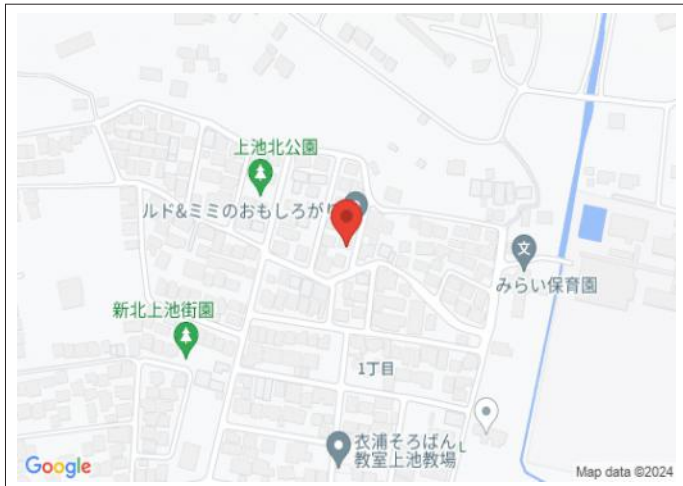 上池北公園
ルド&ミミのおもしろがり
文
みらい保育園
新北上池街園
1丁目
衣浦そろばん
教室上池教場
Google
Map data ©2024